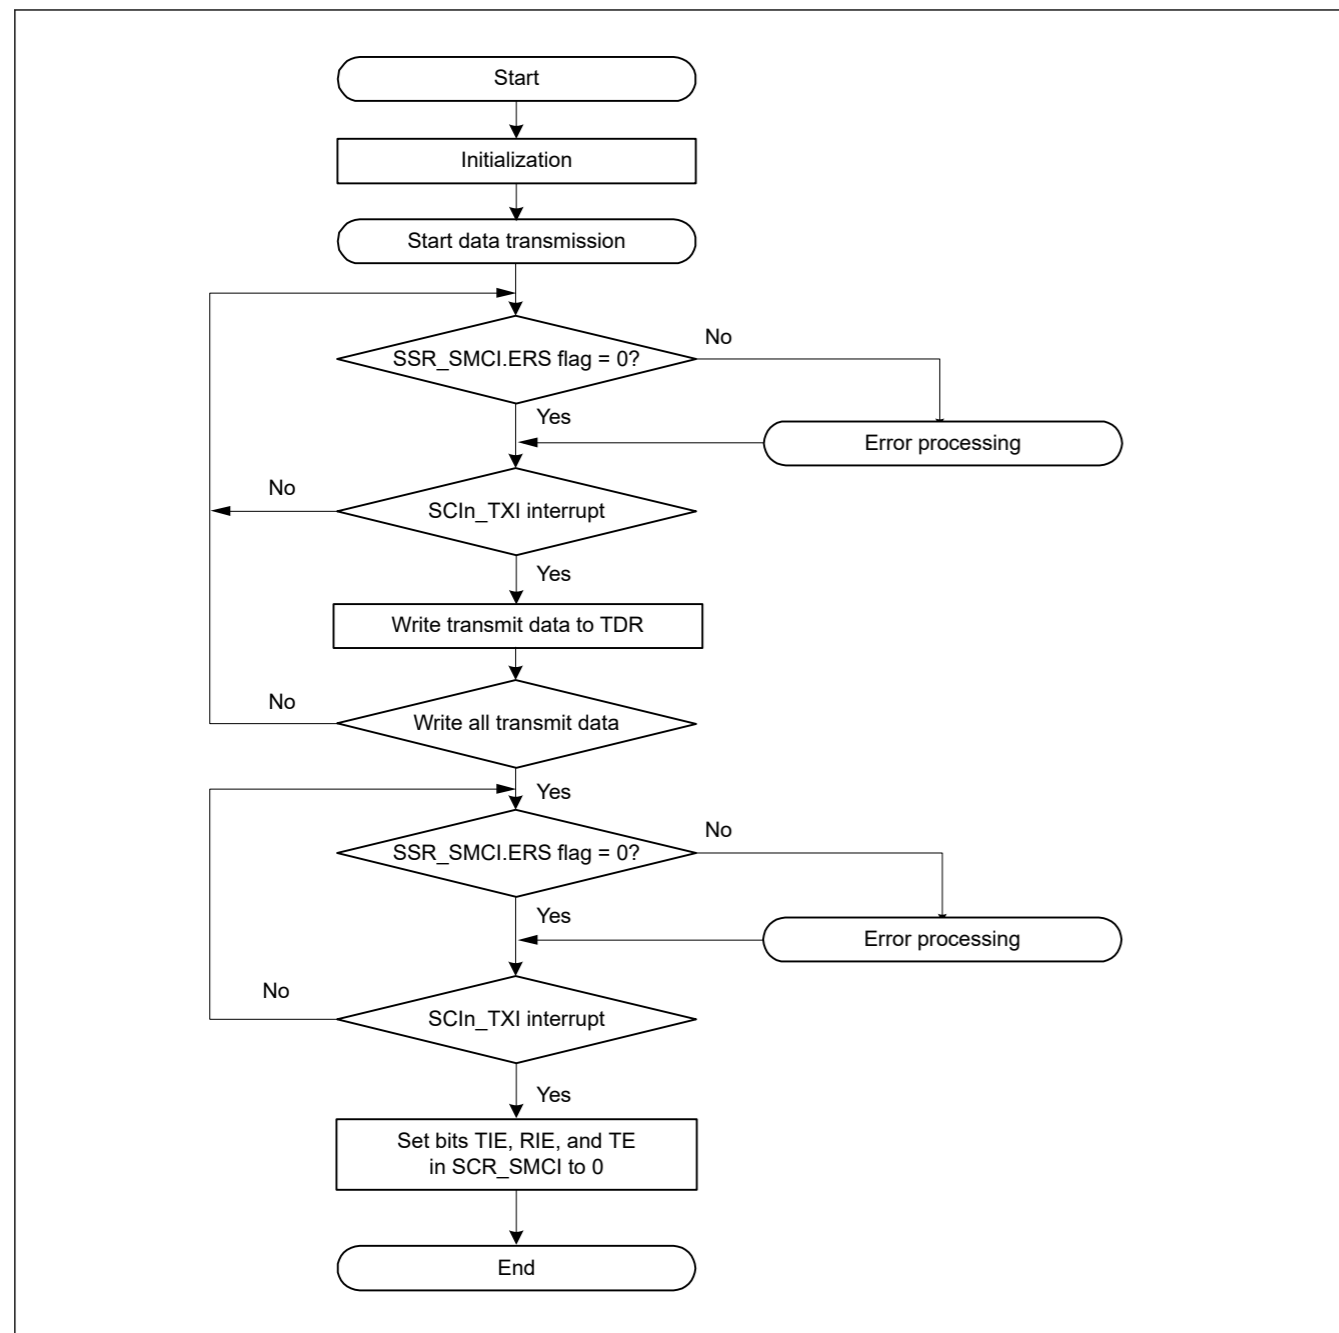 Start
Initialization
Start data transmission
SSR_SMCI.ERS flag = 0?
No
Yes
Error processing
SCIn_TXI interrupt
No
Yes
Write transmit data to TDR
Write all transmit data
No
Yes
SSR_SMCI.ERS flag = 0?
No
Yes
Error processing
SCIn_TXI interrupt
No
Yes
Set bits TIE, RIE, and TE
in SCR_SMCI to 0
End